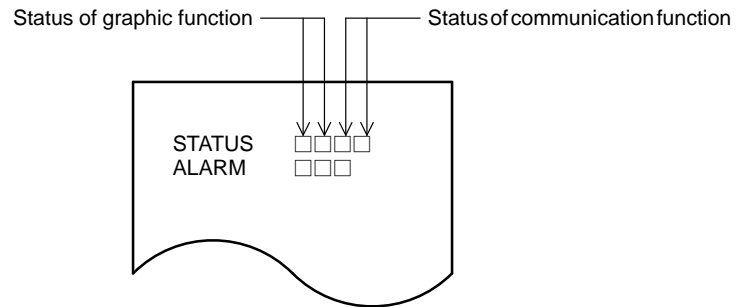 Status of graphic function
Status of communication function
STATUS □□□□
ALARM □□□